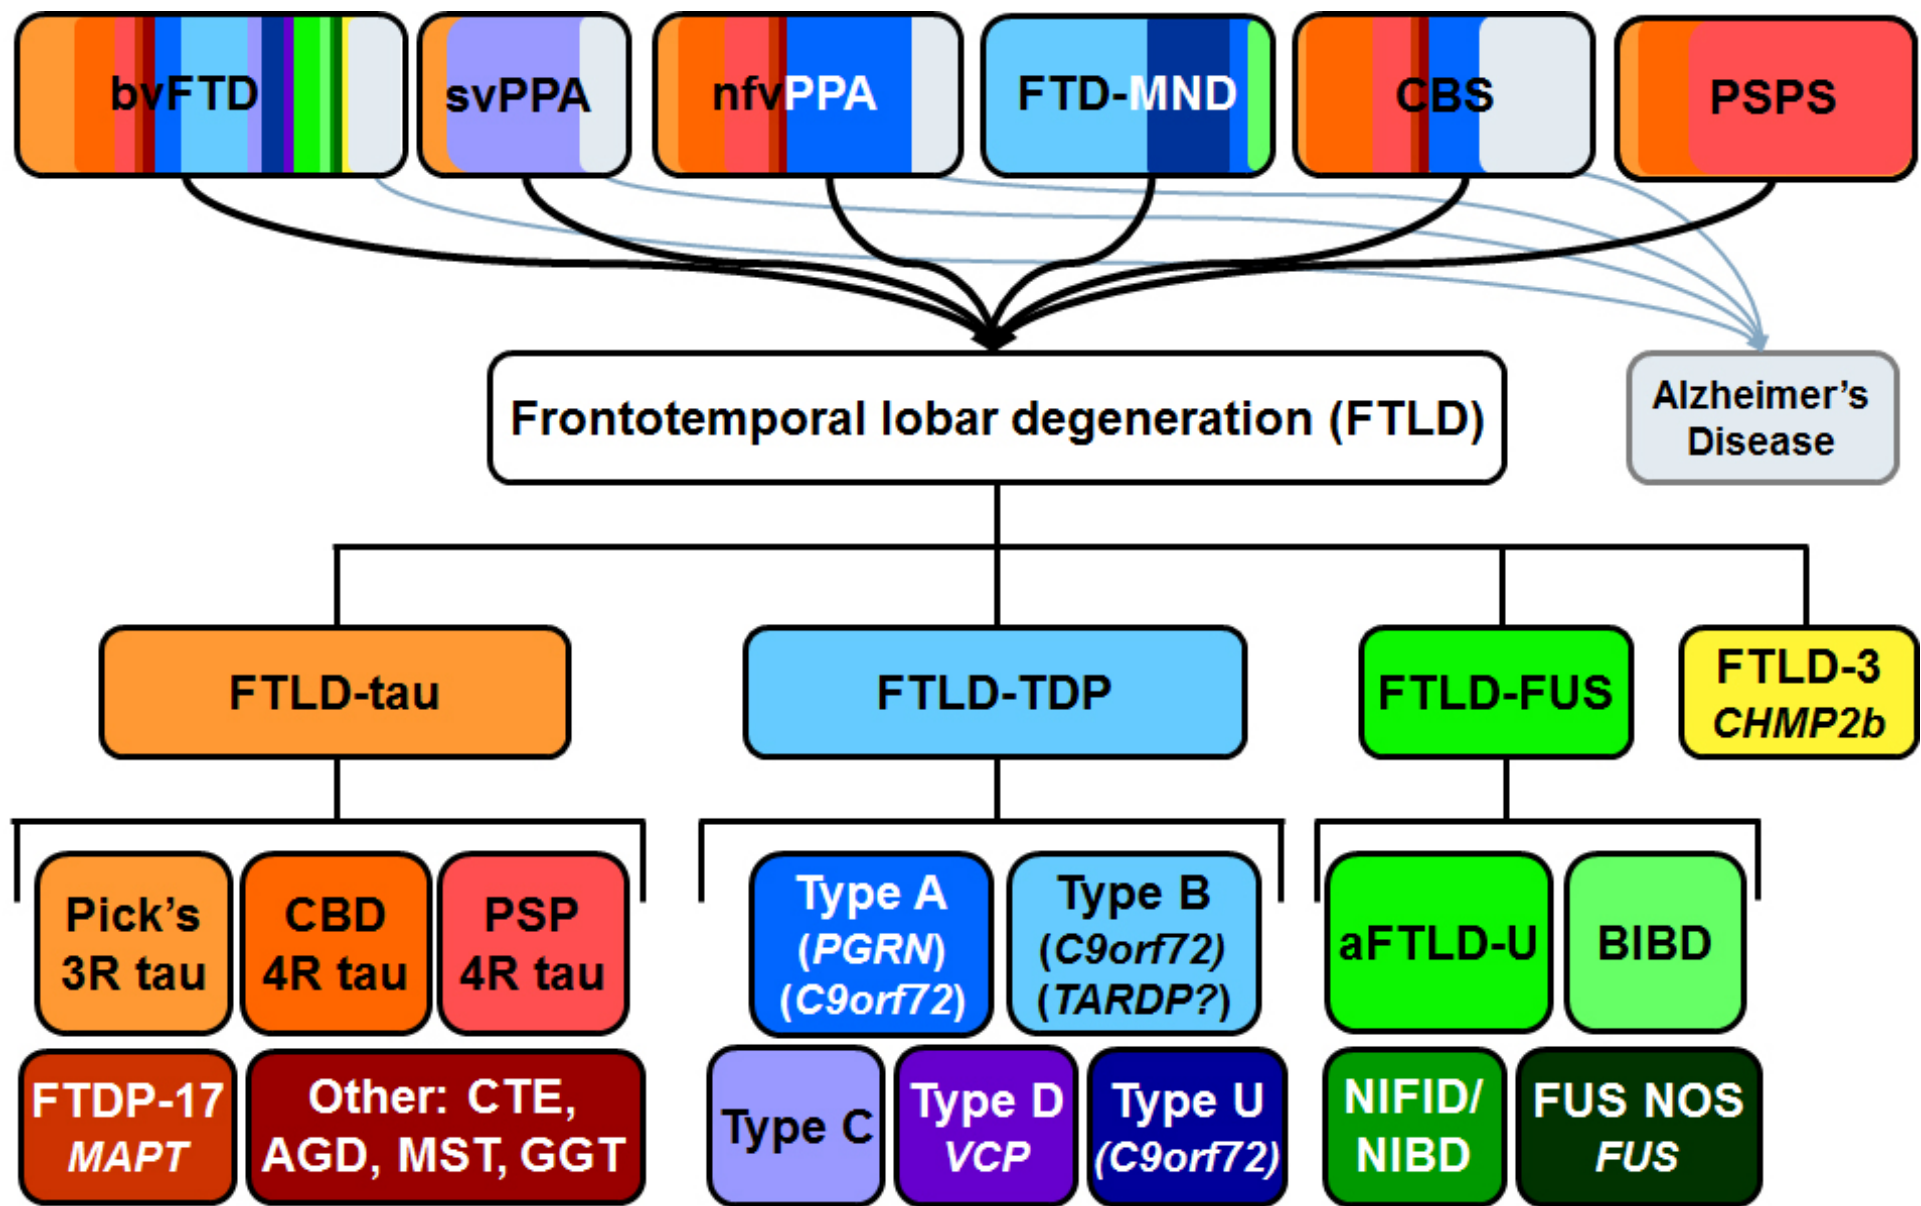 bvFTD
svPPA
nfvPPA
FTD-MND
CBS
PSPS
Frontotemporal lobar degeneration (FTLD)
Alzheimer's
Disease
FTLD-tau
FTLD-TDP
FTLD-FUS
FTLD-3
CHMP2b
Pick's
3R tau
CBD
4R tau
PSP
4R tau
FTDP-17
MAPT
Other: CTE,
AGD, MST, GGT
Type A
(PGRN)
(C9orf72)
Type B
(C9orf72)
(TARDP?)
Type C
Type D
VCP
Type U
(C9orf72)
aFTLD-U
BIBD
NIFID/
NIBD
FUS NOS
FUS